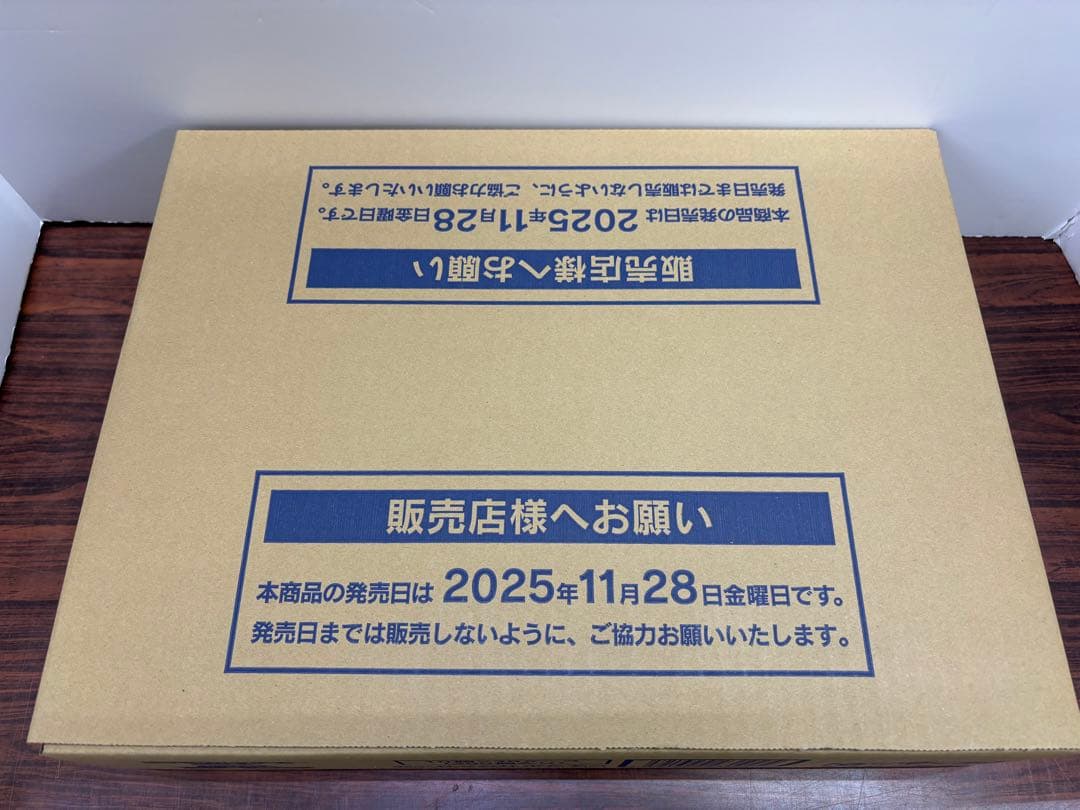 販売店様へお願い
本商品の発売日は 2025年11月28日金曜日です。
発売日までは販売しないように、ご協力お願いいたします。
販売店様へお願い
本商品の発売日は 2025年11月28日金曜日です。
発売日までは販売しないように、ご協力お願いいたします。